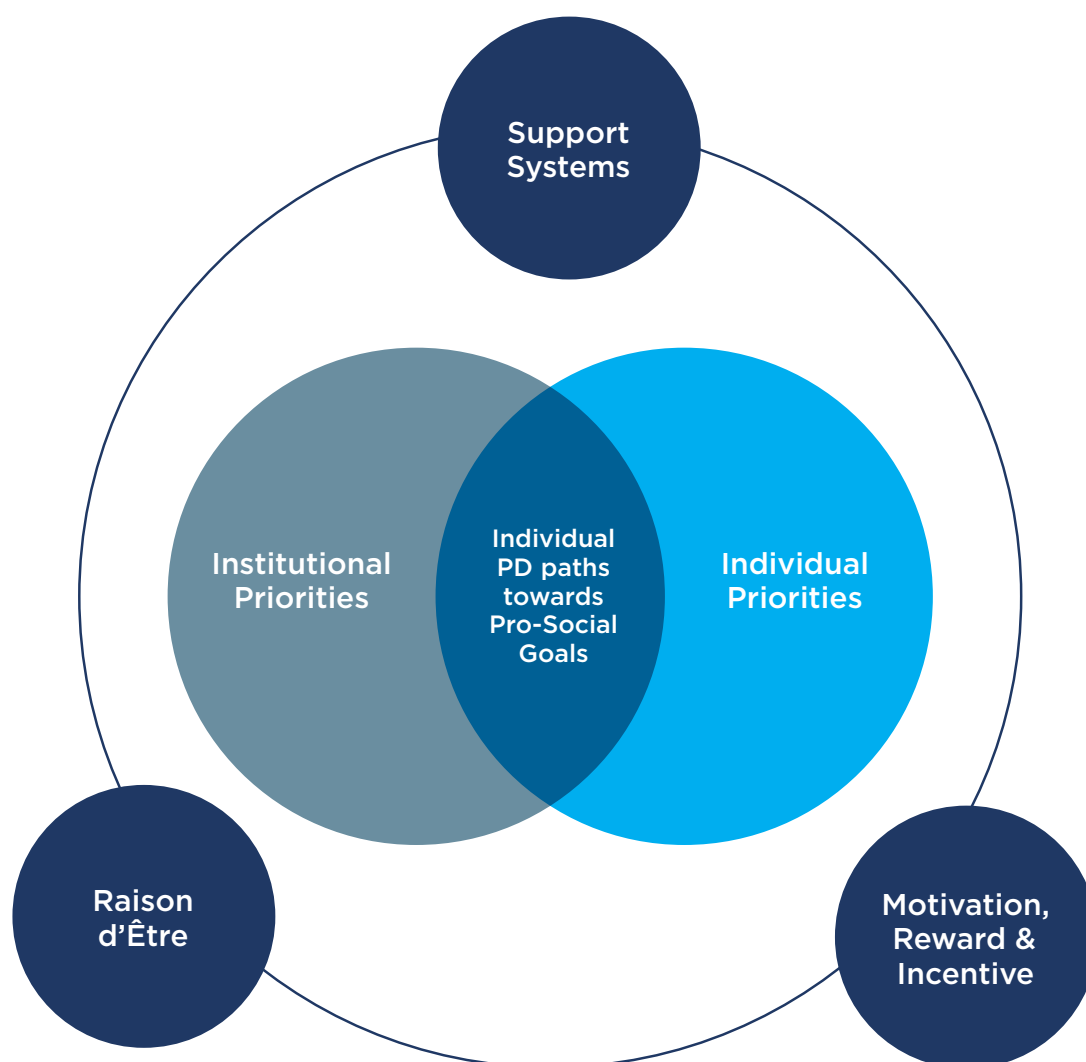 Support
Systems
Institutional
Priorities
Individual
PD paths
towards
Pro-Social
Goals
Individual
Priorities
Raison
d’Être
Motivation,
Reward &
Incentive